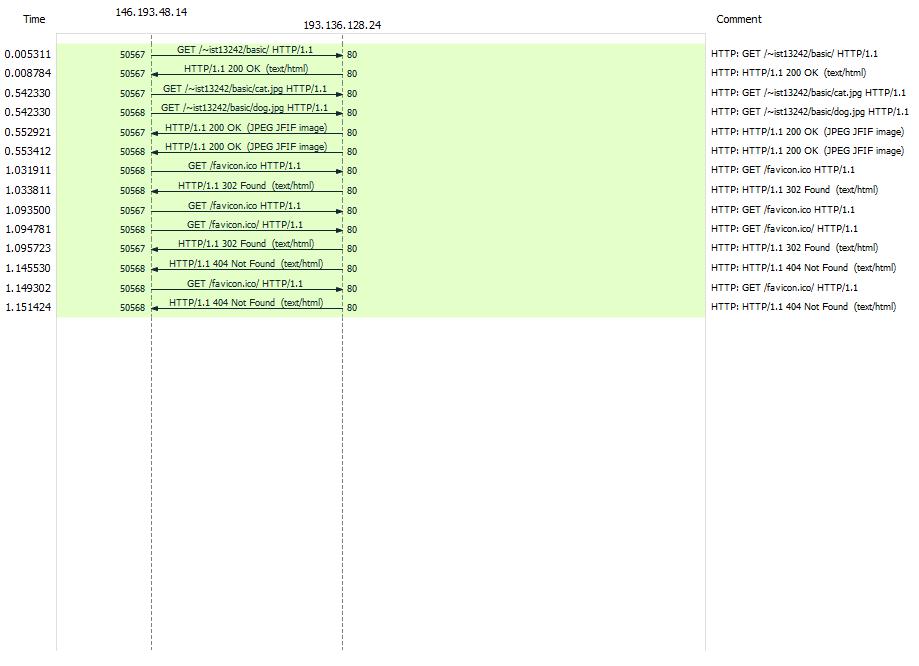 146.193.48.14
Time 193.136.128.24 Comment
0.005311 50567 GET /~ist13242/basic/ HTTP/1.1 80 HTTP: GET /~ist13242/basic/ HTTP/1.1
0.008784 50567 HTTP/1.1 200 OK (text/html) 80 HTTP: HTTP/1.1 200 OK (text/html)
0.542330 50567 GET /~ist13242/basic/cat.jpg HTTP/1.1 80 HTTP: GET /~ist13242/basic/cat.jpg HTTP/1.1
0.542330 50568 GET /~ist13242/basic/dog.jpg HTTP/1.1 80 HTTP: GET /~ist13242/basic/dog.jpg HTTP/1.1
0.552921 50567 HTTP/1.1 200 OK (JPEG JFIF image) 80 HTTP: HTTP/1.1 200 OK (JPEG JFIF image)
0.553412 50568 HTTP/1.1 200 OK (JPEG JFIF image) 80 HTTP: HTTP/1.1 200 OK (JPEG JFIF image)
1.031911 50568 GET /favicon.ico HTTP/1.1 80 HTTP: GET /favicon.ico HTTP/1.1
1.033811 50568 HTTP/1.1 302 Found (text/html) 80 HTTP: HTTP/1.1 302 Found (text/html)
1.093500 50567 GET /favicon.ico HTTP/1.1 80 HTTP: GET /favicon.ico HTTP/1.1
1.094781 50568 GET /favicon.ico/ HTTP/1.1 80 HTTP: GET /favicon.ico/ HTTP/1.1
1.095723 50567 HTTP/1.1 302 Found (text/html) 80 HTTP: HTTP/1.1 302 Found (text/html)
1.145530 50568 HTTP/1.1 404 Not Found (text/html) 80 HTTP: HTTP/1.1 404 Not Found (text/html)
1.149302 50568 GET /favicon.ico/ HTTP/1.1 80 HTTP: GET /favicon.ico/ HTTP/1.1
1.151424 50568 HTTP/1.1 404 Not Found (text/html) 80 HTTP: HTTP/1.1 404 Not Found (text/html)